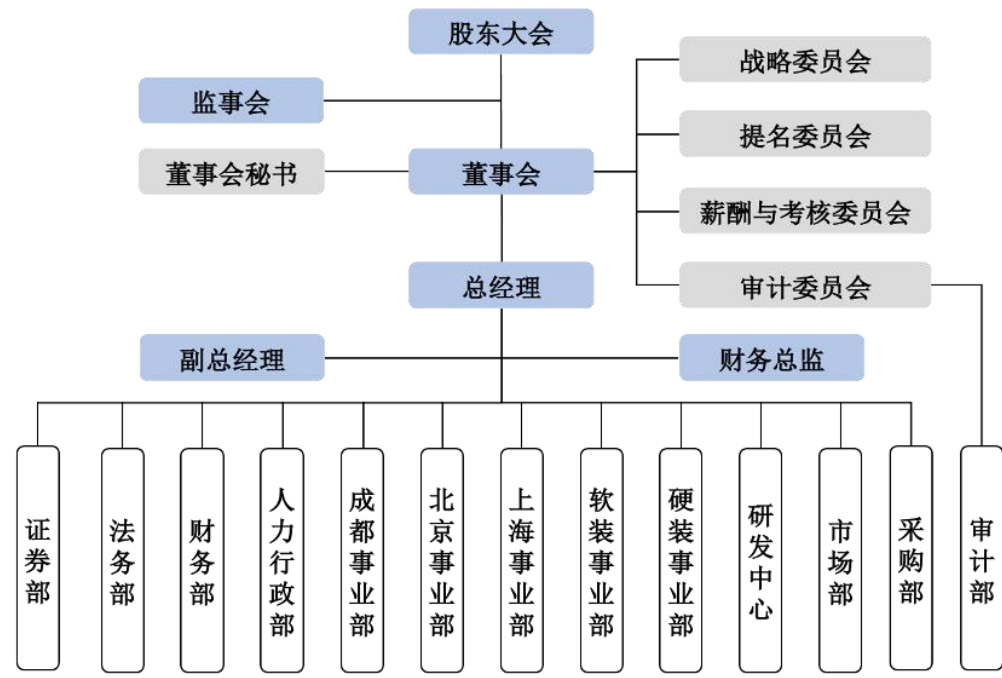 股东大会
战略委员会
监事会
提名委员会
董事会秘书
董事会
薪酬与考核委员会
总经理
审计委员会
副总经理
财务总监
证券部
法务部
财务部
人力行政部
成都事业部
北京事业部
上海事业部
软装事业部
硬装事业部
研发中心
市场部
采购部
审计部